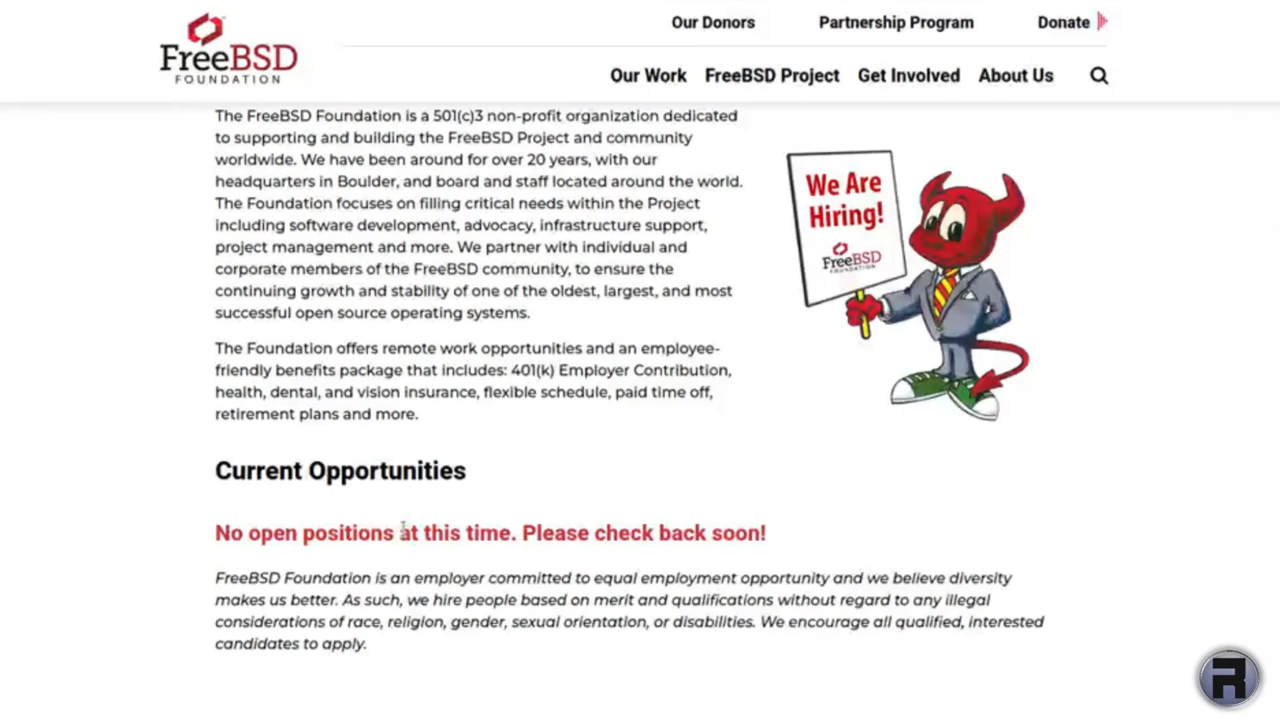 Our Donors Partnership Program Donate
FreeBSD
FOUNDATION
Our Work FreeBSD Project Get Involved About Us
The FreeBSD Foundation is a 501(c)3 non-profit organization dedicated
to supporting and building the FreeBSD Project and community
worldwide. We have been around for over 20 years, with our
headquarters in Boulder, and board and staff located around the world.
The Foundation focuses on filling critical needs within the Project
including software development, advocacy, infrastructure support,
project management and more. We partner with individual and
corporate members of the FreeBSD community, to ensure the
continuing growth and stability of one of the oldest, largest, and most
successful open source operating systems.
We Are
Hiring!
FreeBSD
FOUNDATION
The Foundation offers remote work opportunities and an employee-
friendly benefits package that includes: 401(k) Employer Contribution,
health, dental, and vision insurance, flexible schedule, paid time off,
retirement plans and more.
Current Opportunities
No open positions at this time. Please check back soon!
FreeBSD Foundation is an employer committed to equal employment opportunity and we believe diversity
makes us better. As such, we hire people based on merit and qualifications without regard to any illegal
considerations of race, religion, gender, sexual orientation, or disabilities. We encourage all qualified, interested
candidates to apply.
R